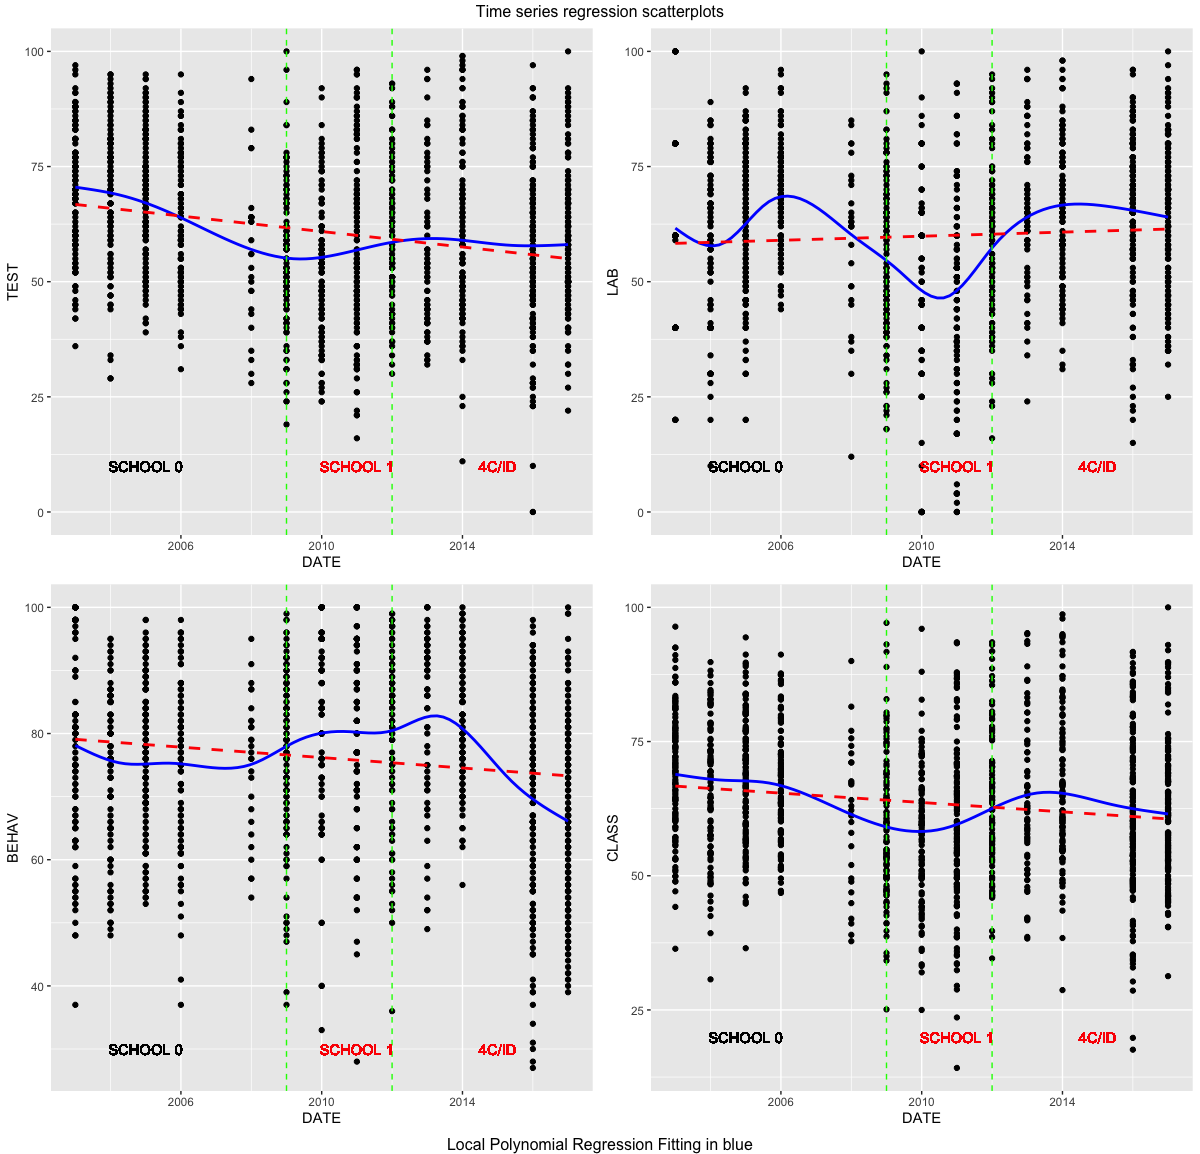 Time series regression scatterplots
100
75
50
25
0
TEST
SCHOOL 0 SCHOOL 1 4C/ID
2006 2010 2014
DATE
100
75
50
25
0
LAB
SCHOOL 0 SCHOOL 1 4C/ID
2006 2010 2014
DATE
100
80
60
40
BEHAV
SCHOOL 0 SCHOOL 1 4C/ID
2006 2010 2014
DATE
100
75
50
25
CLASS
SCHOOL 0 SCHOOL 1 4C/ID
2006 2010 2014
DATE
Local Polynomial Regression Fitting in blue